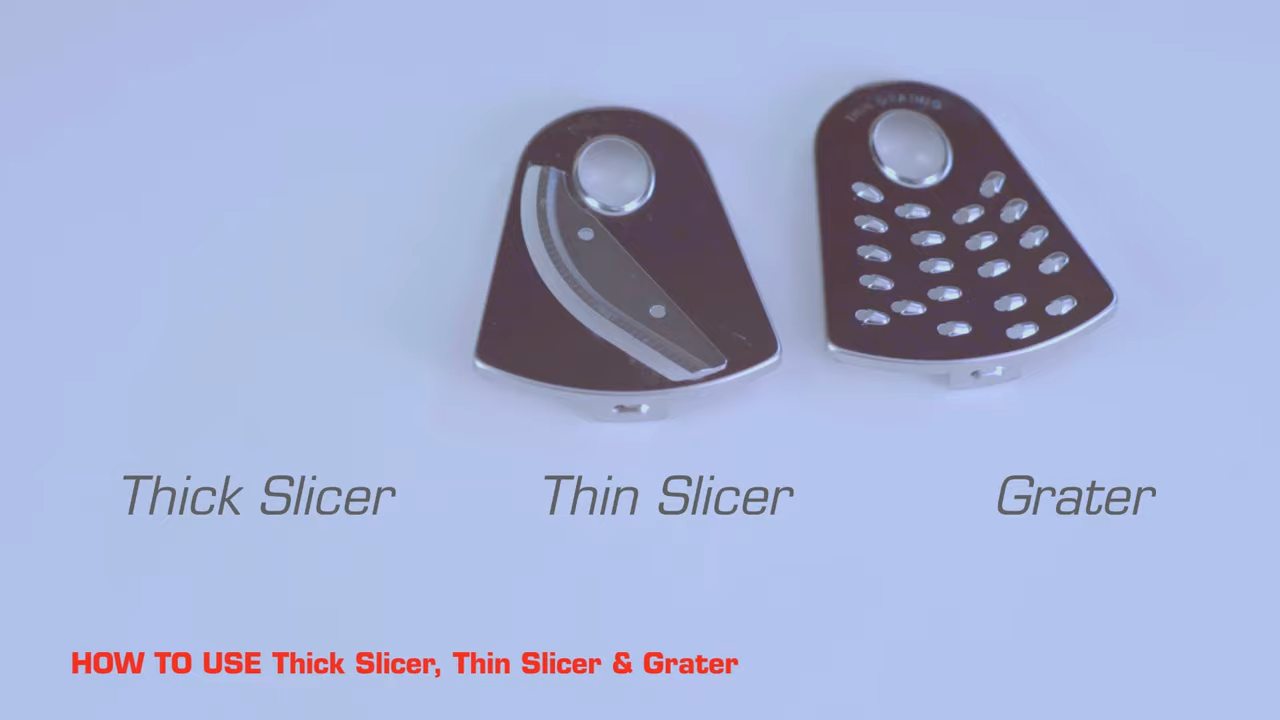 Thick Slicer
Thin Slicer
Grater
HOW TO USE Thick Slicer, Thin Slicer & Grater